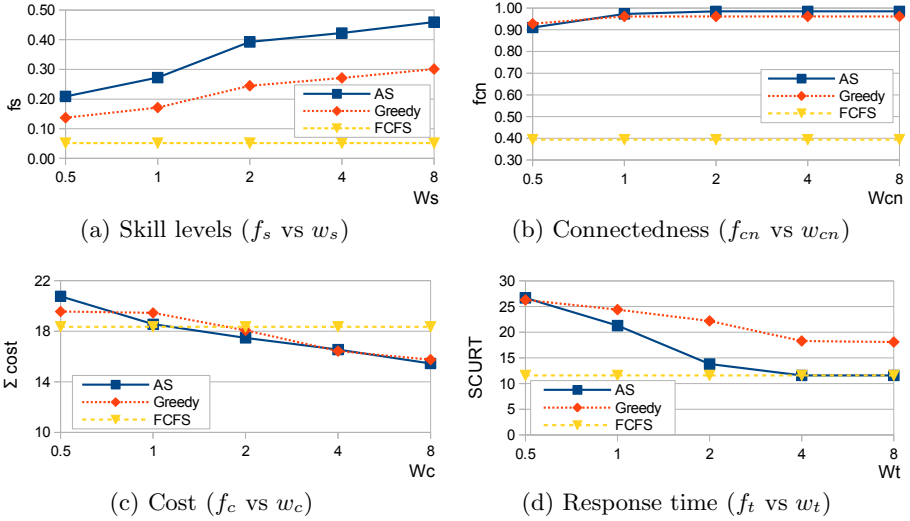 0.50
0.40
0.30
0.20
0.10
0.00
fs
AS
Greedy
FCFS
0.5 1 2 4 8
Ws
(a) Skill levels (f_s vs w_s)
1.00
0.90
0.80
0.70
0.60
0.50
0.40
0.30
fcn
AS
Greedy
FCFS
0.5 1 2 4 8
Wcn
(b) Connectedness (f_cn vs w_cn)
22
18
14
10
Σ cost
AS
Greedy
FCFS
0.5 1 2 4 8
Wc
(c) Cost (f_c vs w_c)
30
25
20
15
10
5
0
SCURT
AS
Greedy
FCFS
0.5 1 2 4 8
Wt
(d) Response time (f_t vs w_t)